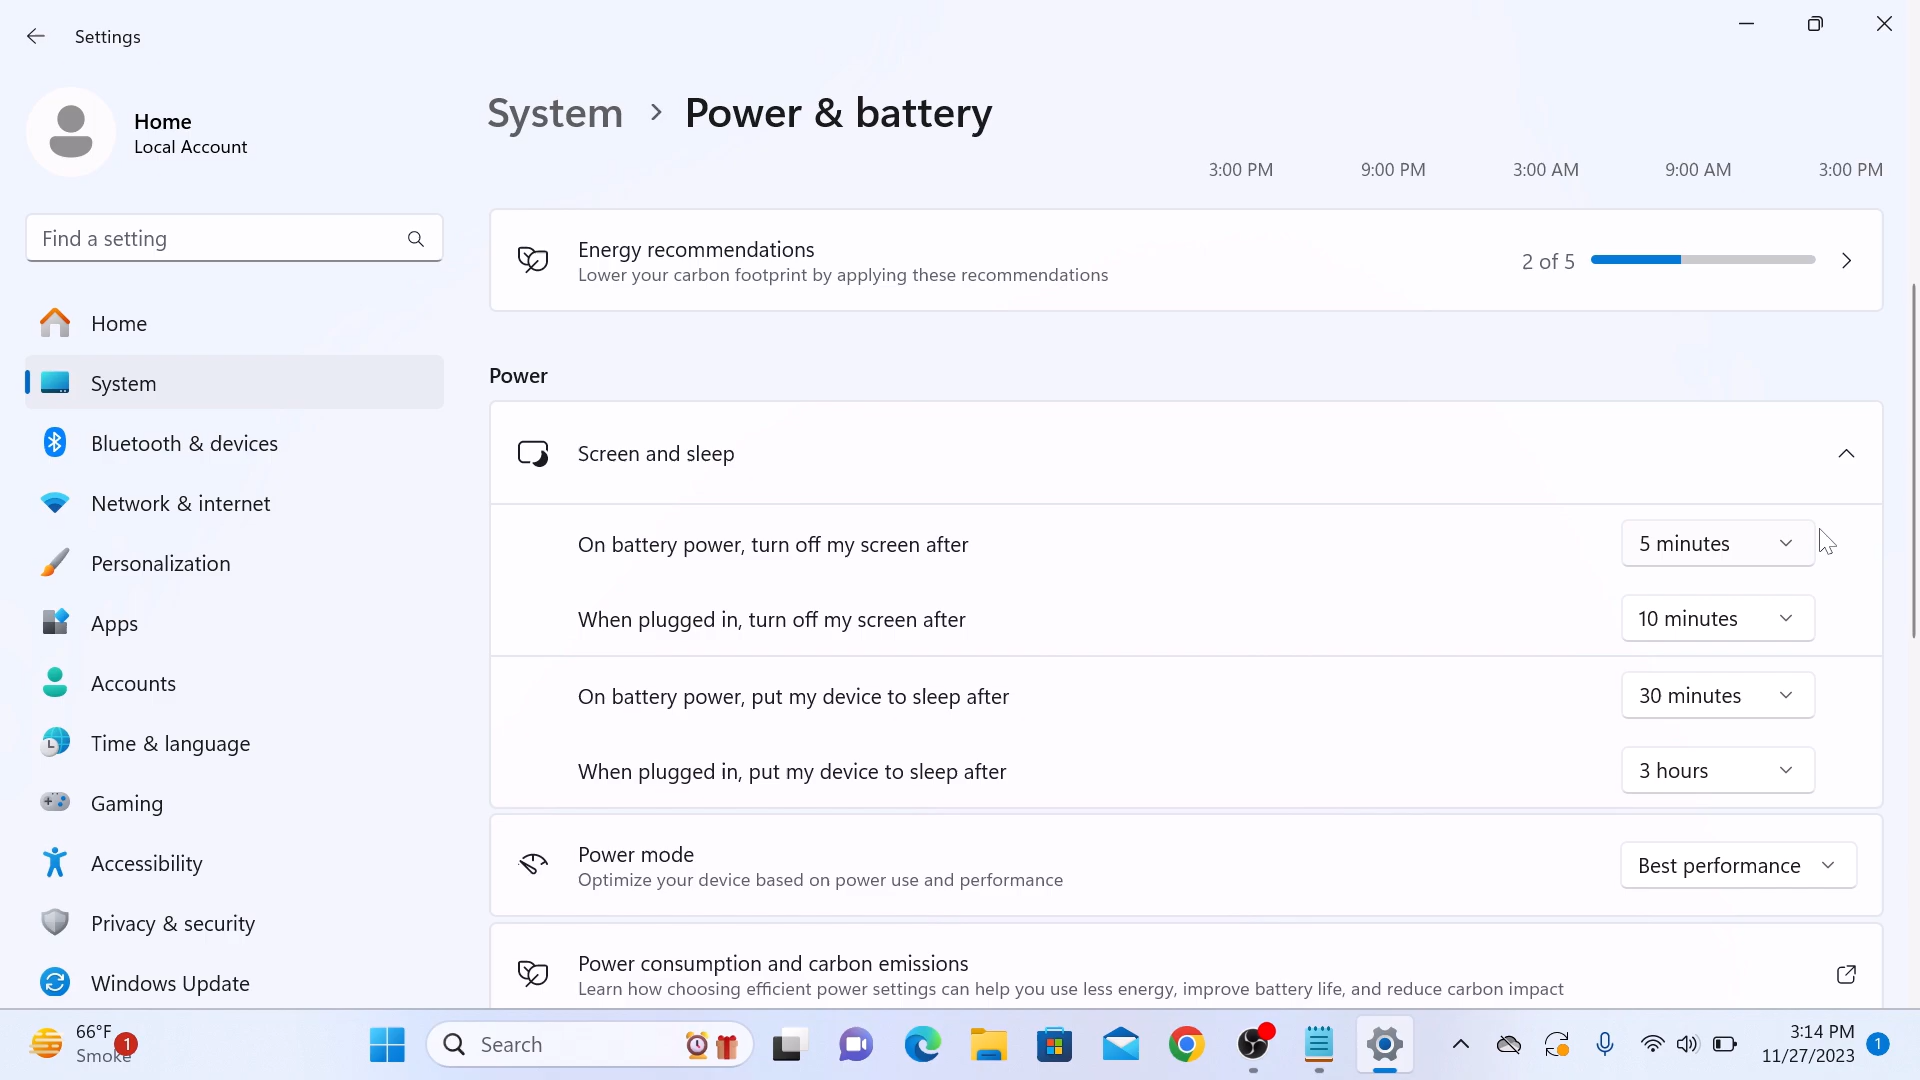 Settings
Home
Local Account
Find a setting
Home
System
Bluetooth & devices
Network & internet
Personalization
Apps
Accounts
Time & language
Gaming
Accessibility
Privacy & security
Windows Update
System > Power & battery
3:00 PM 9:00 PM 3:00 AM 9:00 AM 3:00 PM
Energy recommendations
Lower your carbon footprint by applying these recommendations
2 of 5
Power
Screen and sleep
On battery power, turn off my screen after 5 minutes
When plugged in, turn off my screen after 10 minutes
On battery power, put my device to sleep after 30 minutes
When plugged in, put my device to sleep after 3 hours
Power mode
Optimize your device based on power use and performance
Best performance
Power consumption and carbon emissions
Learn how choosing efficient power settings can help you use less energy, improve battery life, and reduce carbon impact
66°F
Smoke
1
Search
3:14 PM
11/27/2023
1